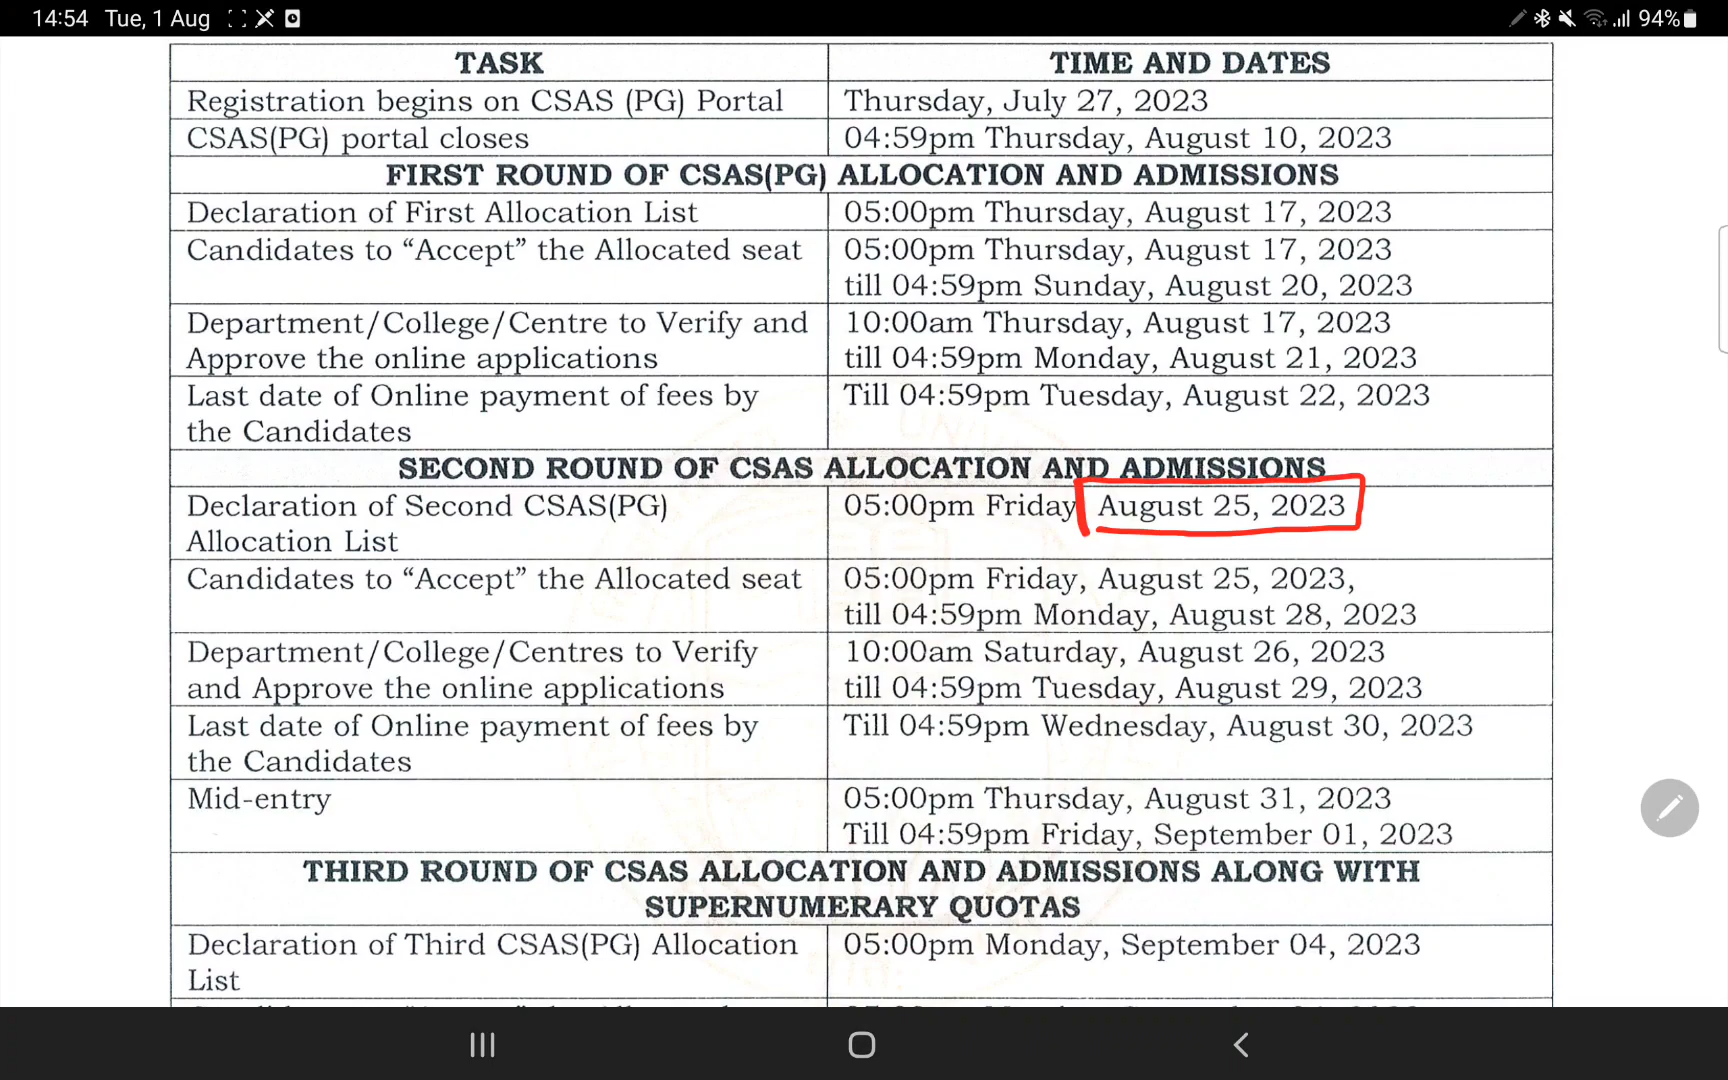 14:54 Tue, 1 Aug 94%
TASK TIME AND DATES
Registration begins on CSAS (PG) Portal Thursday, July 27, 2023
CSAS(PG) portal closes 04:59pm Thursday, August 10, 2023
FIRST ROUND OF CSAS(PG) ALLOCATION AND ADMISSIONS
Declaration of First Allocation List 05:00pm Thursday, August 17, 2023
Candidates to “Accept” the Allocated seat 05:00pm Thursday, August 17, 2023
till 04:59pm Sunday, August 20, 2023
Department/College/Centre to Verify and 10:00am Thursday, August 17, 2023
Approve the online applications till 04:59pm Monday, August 21, 2023
Last date of Online payment of fees by Till 04:59pm Tuesday, August 22, 2023
the Candidates
SECOND ROUND OF CSAS ALLOCATION AND ADMISSIONS
Declaration of Second CSAS(PG) 05:00pm Friday August 25, 2023
Allocation List
Candidates to “Accept” the Allocated seat 05:00pm Friday, August 25, 2023,
till 04:59pm Monday, August 28, 2023
Department/College/Centres to Verify 10:00am Saturday, August 26, 2023
and Approve the online applications till 04:59pm Tuesday, August 29, 2023
Last date of Online payment of fees by Till 04:59pm Wednesday, August 30, 2023
the Candidates
Mid-entry 05:00pm Thursday, August 31, 2023
Till 04:59pm Friday, September 01, 2023
THIRD ROUND OF CSAS ALLOCATION AND ADMISSIONS ALONG WITH
SUPERNUMERARY QUOTAS
Declaration of Third CSAS(PG) Allocation 05:00pm Monday, September 04, 2023
List